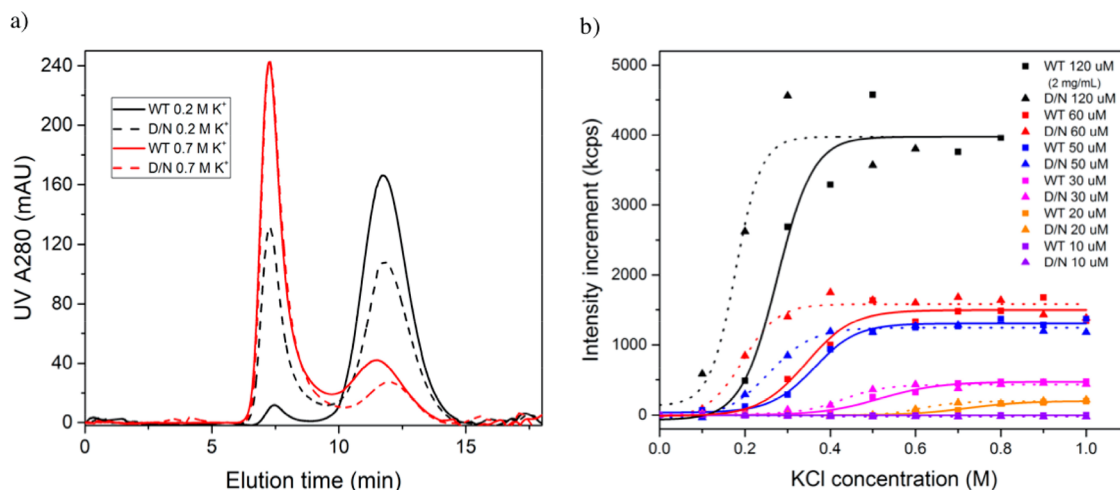 a)
UV A280 (mAU)
240
200
160
120
80
40
0
WT 0.2 M K⁺
D/N 0.2 M K⁺
WT 0.7 M K⁺
D/N 0.7 M K⁺
0
5
10
15
Elution time (min)
b)
Intensity increment (kcps)
5000
4000
3000
2000
1000
0
WT 120 uM
(2 mg/mL)
D/N 120 uM
WT 60 uM
D/N 60 uM
WT 50 uM
D/N 50 uM
WT 30 uM
D/N 30 uM
WT 20 uM
D/N 20 uM
WT 10 uM
D/N 10 uM
0.0
0.2
0.4
0.6
0.8
1.0
KCl concentration (M)